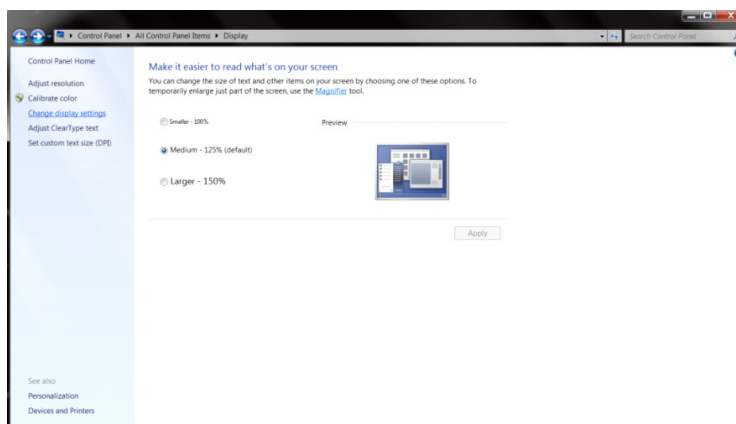 Control Panel ▸ All Control Panel Items ▸ Display
Search Control Panel
Control Panel Home
Adjust resolution
Calibrate color
Change display settings
Adjust ClearType text
Set custom text size (DPI)
Make it easier to read what's on your screen
You can change the size of text and other items on your screen by choosing one of these options. To
temporarily enlarge just part of the screen, use the Magnifier tool.
Smaller - 100%
Preview
Medium - 125% (default)
Larger - 150%
Apply
See also
Personalization
Devices and Printers